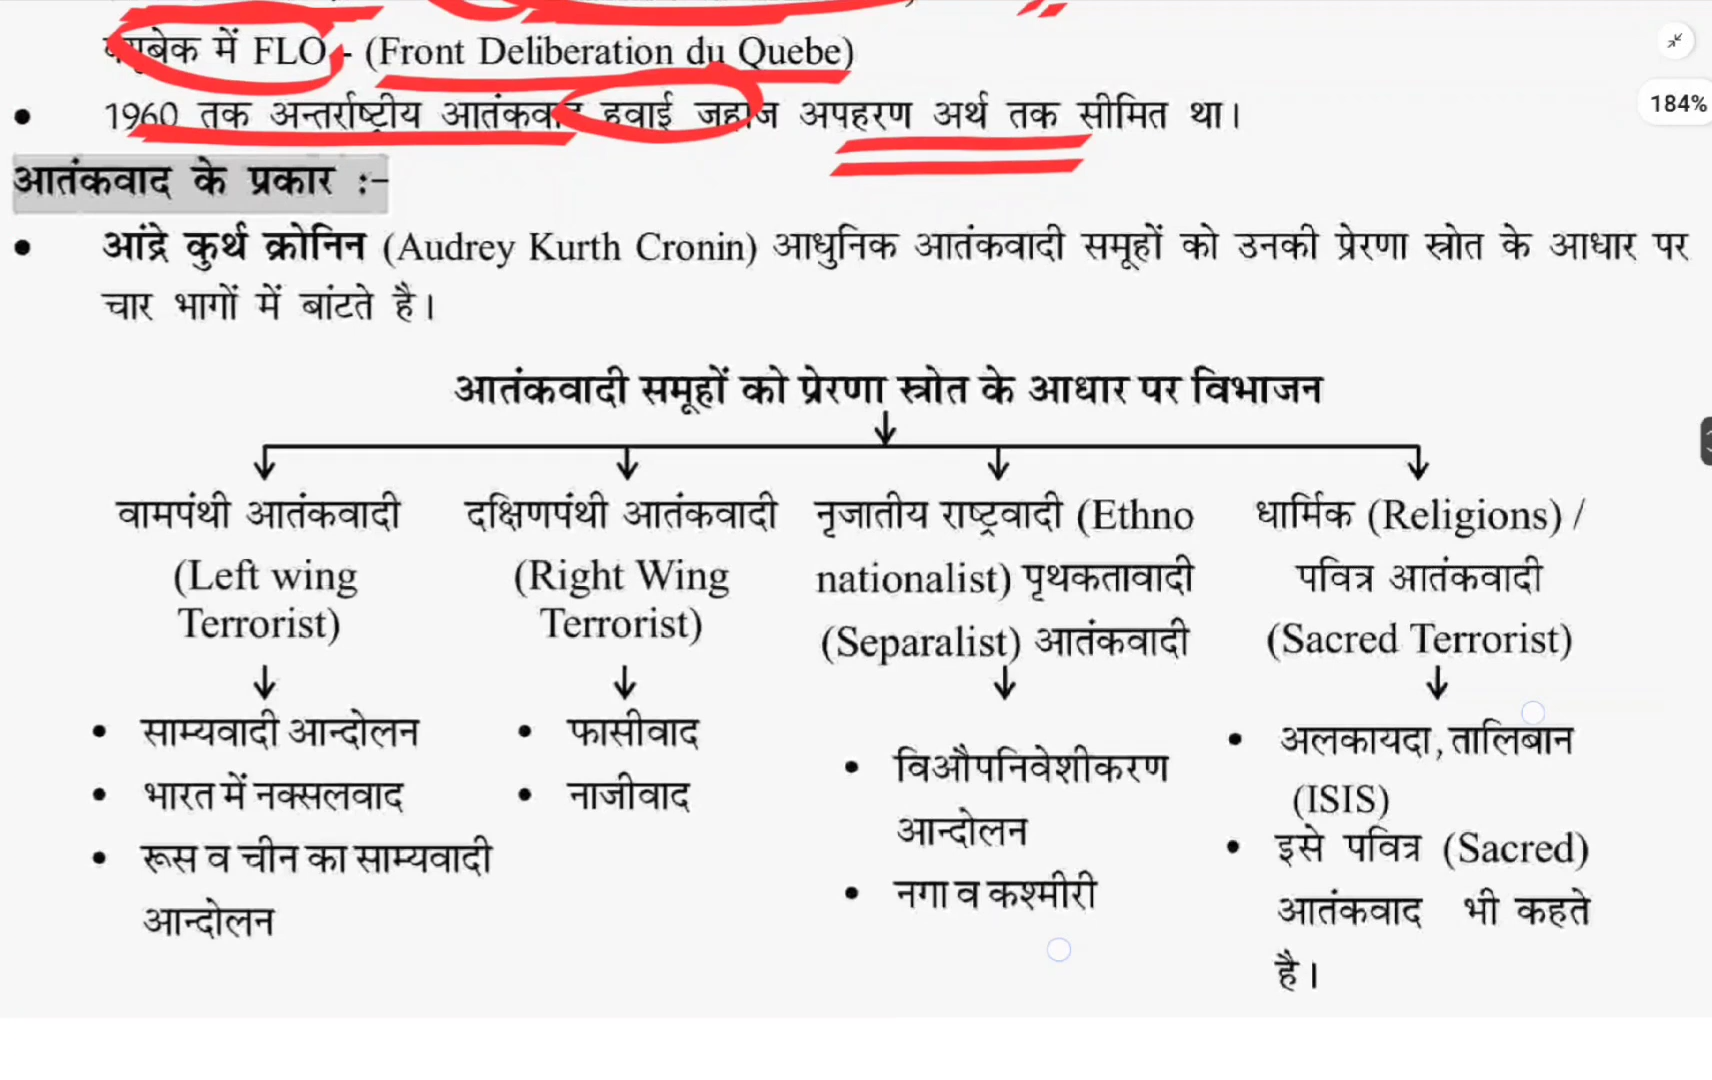 में FLO - (Front Deliberation du Quebe)
184%
• 1960 तक अन्तर्राष्ट्रीय आतंकवाद हवाई जहाज अपहरण अर्थ तक सीमित था।
आतंकवाद के प्रकार :–
• आंद्रे कुर्थ क्रोनिन (Audrey Kurth Cronin) आधुनिक आतंकवादी समूहों को उनकी प्रेरणा स्रोत के आधार पर
चार भागों में बांटते है।
आतंकवादी समूहों को प्रेरणा स्त्रोत के आधार पर विभाजन
वामपंथी आतंकवादी
(Left wing
Terrorist)
• साम्यवादी आन्दोलन
• भारत में नक्सलवाद
• रूस व चीन का साम्यवादी
आन्दोलन
दक्षिणपंथी आतंकवादी
(Right Wing
Terrorist)
• फासीवाद
• नाजीवाद
नृजातीय राष्ट्रवादी (Ethno
nationalist) पृथकतावादी
(Separalist) आतंकवादी
• विऔपनिवेशीकरण
आन्दोलन
• नगा व कश्मीरी
धार्मिक (Religions) /
पवित्र आतंकवादी
(Sacred Terrorist)
• अलकायदा, तालिबान
(ISIS)
• इसे पवित्र (Sacred)
आतंकवाद भी कहते
है।